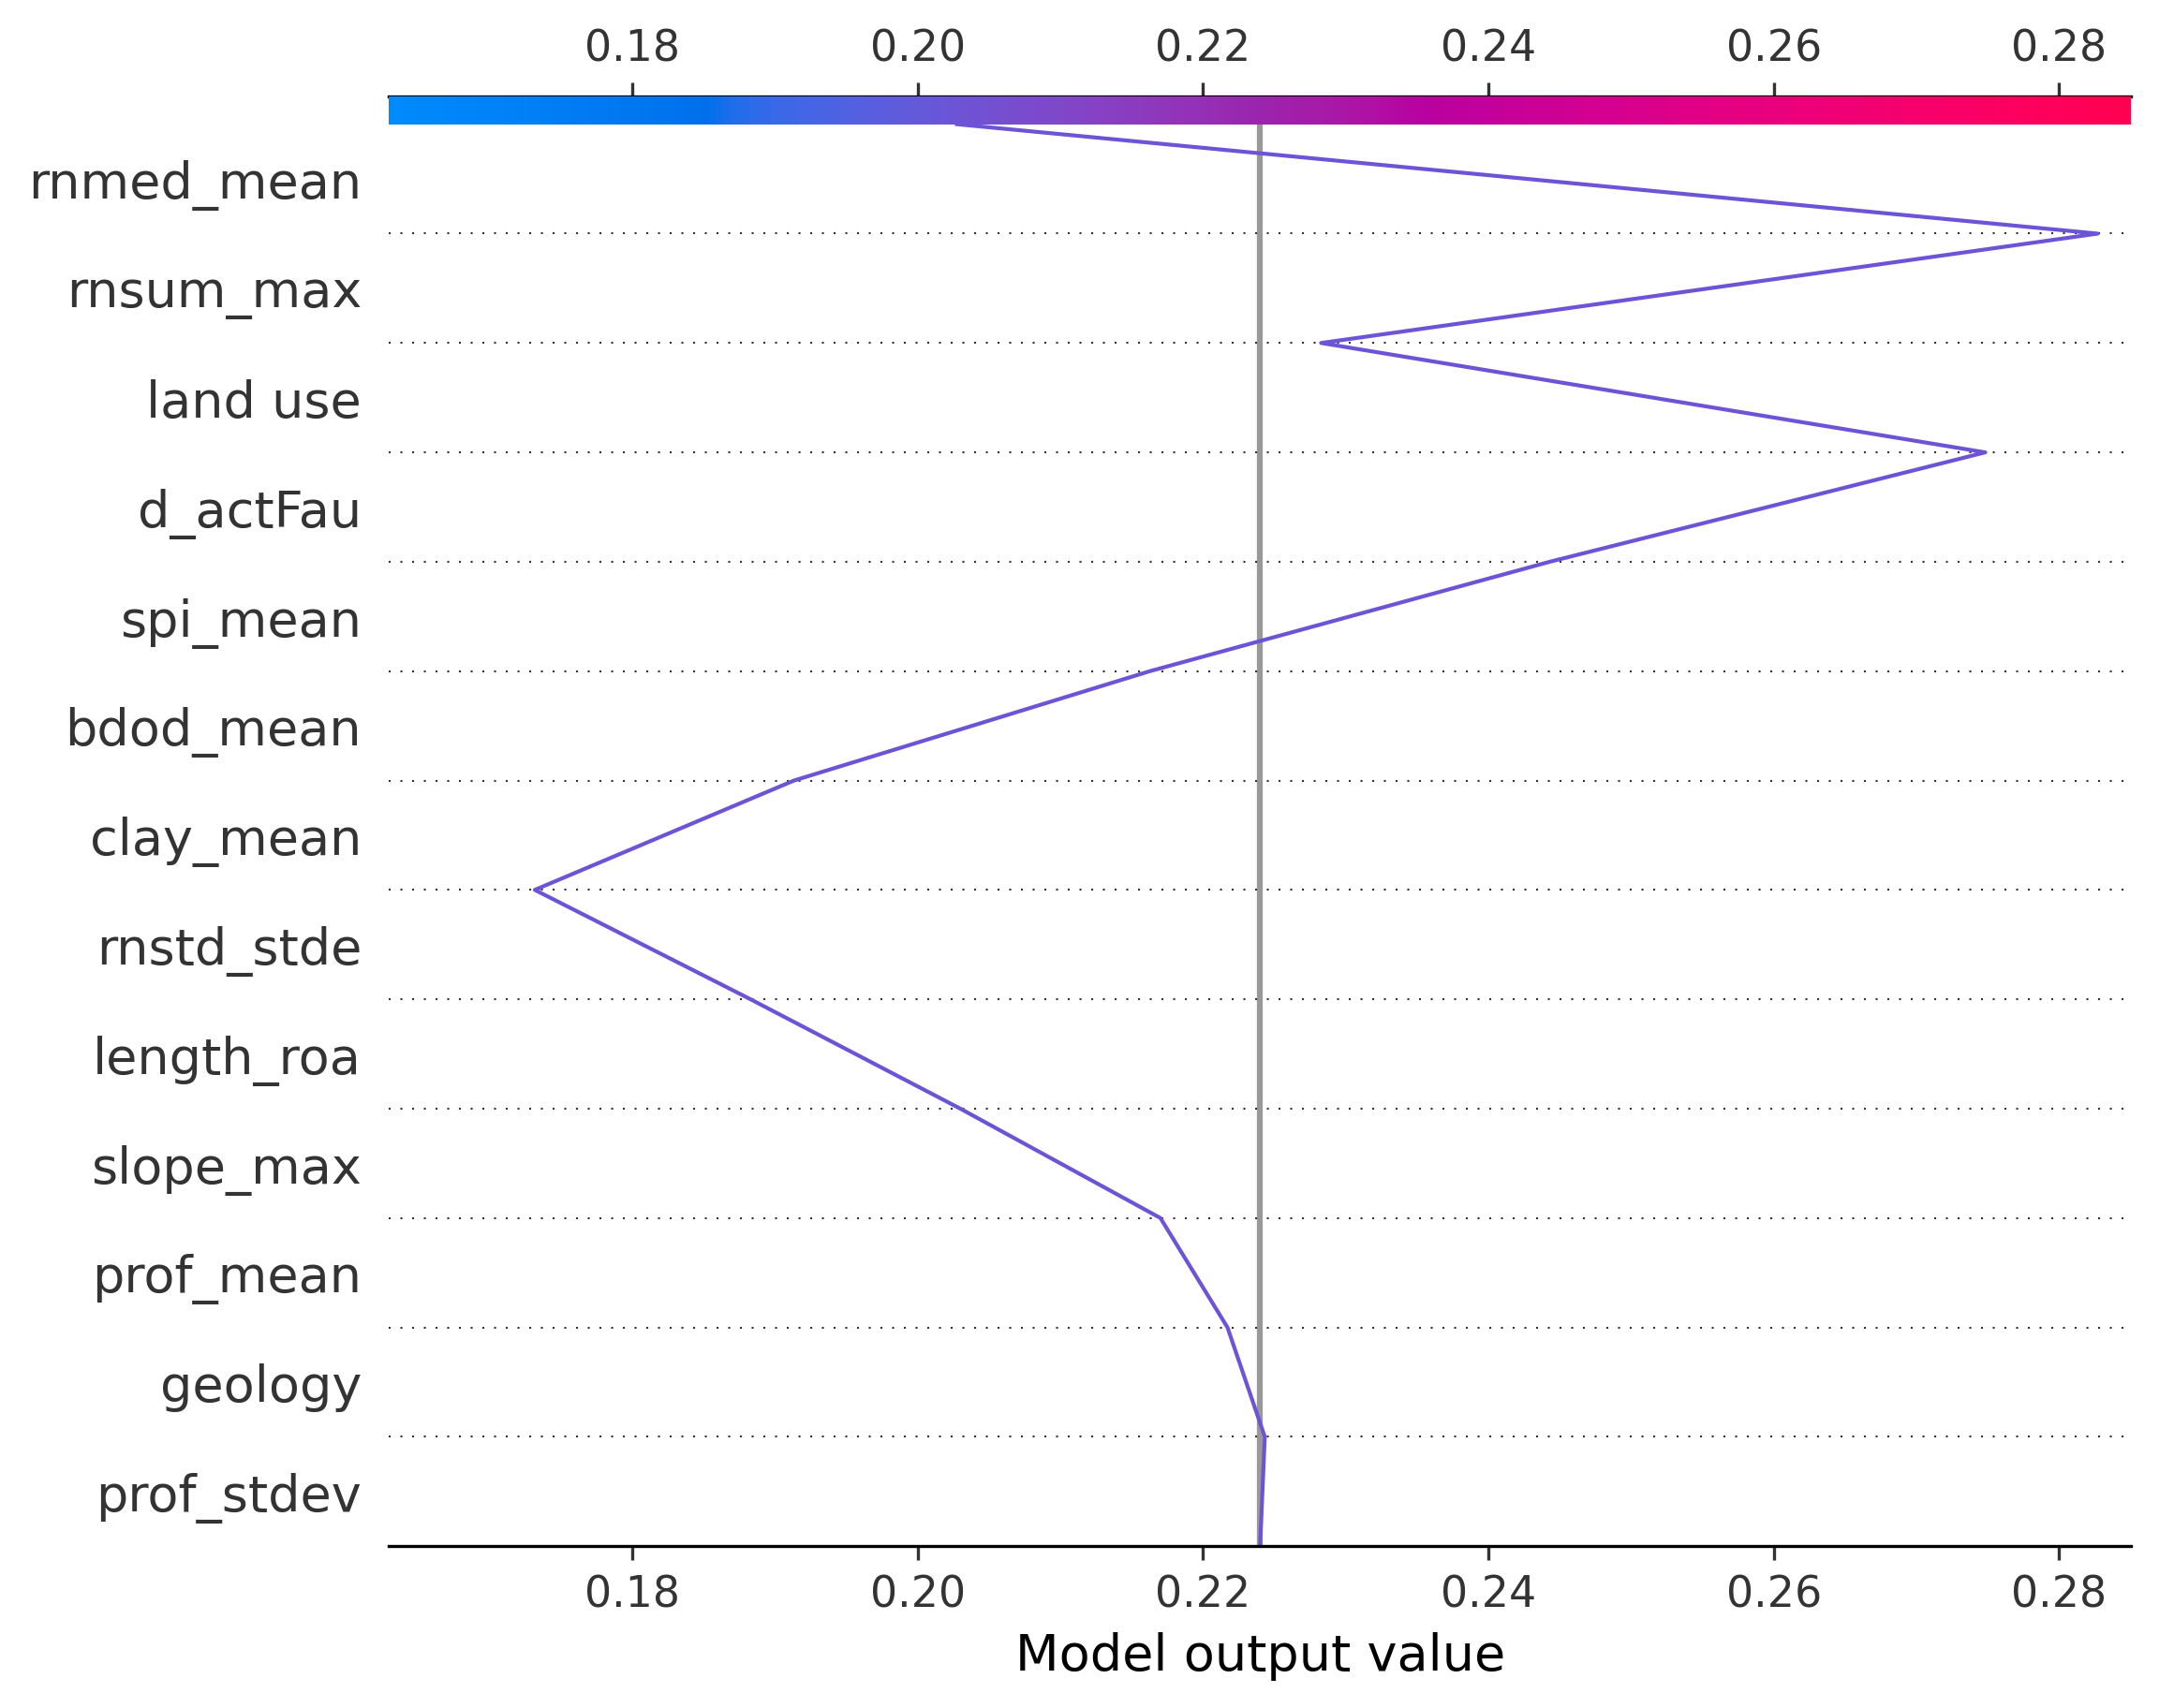 0.18 0.20 0.22 0.24 0.26 0.28
rnmed_mean
rnsum_max
land use
d_actFau
spi_mean
bdod_mean
clay_mean
rnstd_stde
length_roa
slope_max
prof_mean
geology
prof_stdev
0.18 0.20 0.22 0.24 0.26 0.28
Model output value